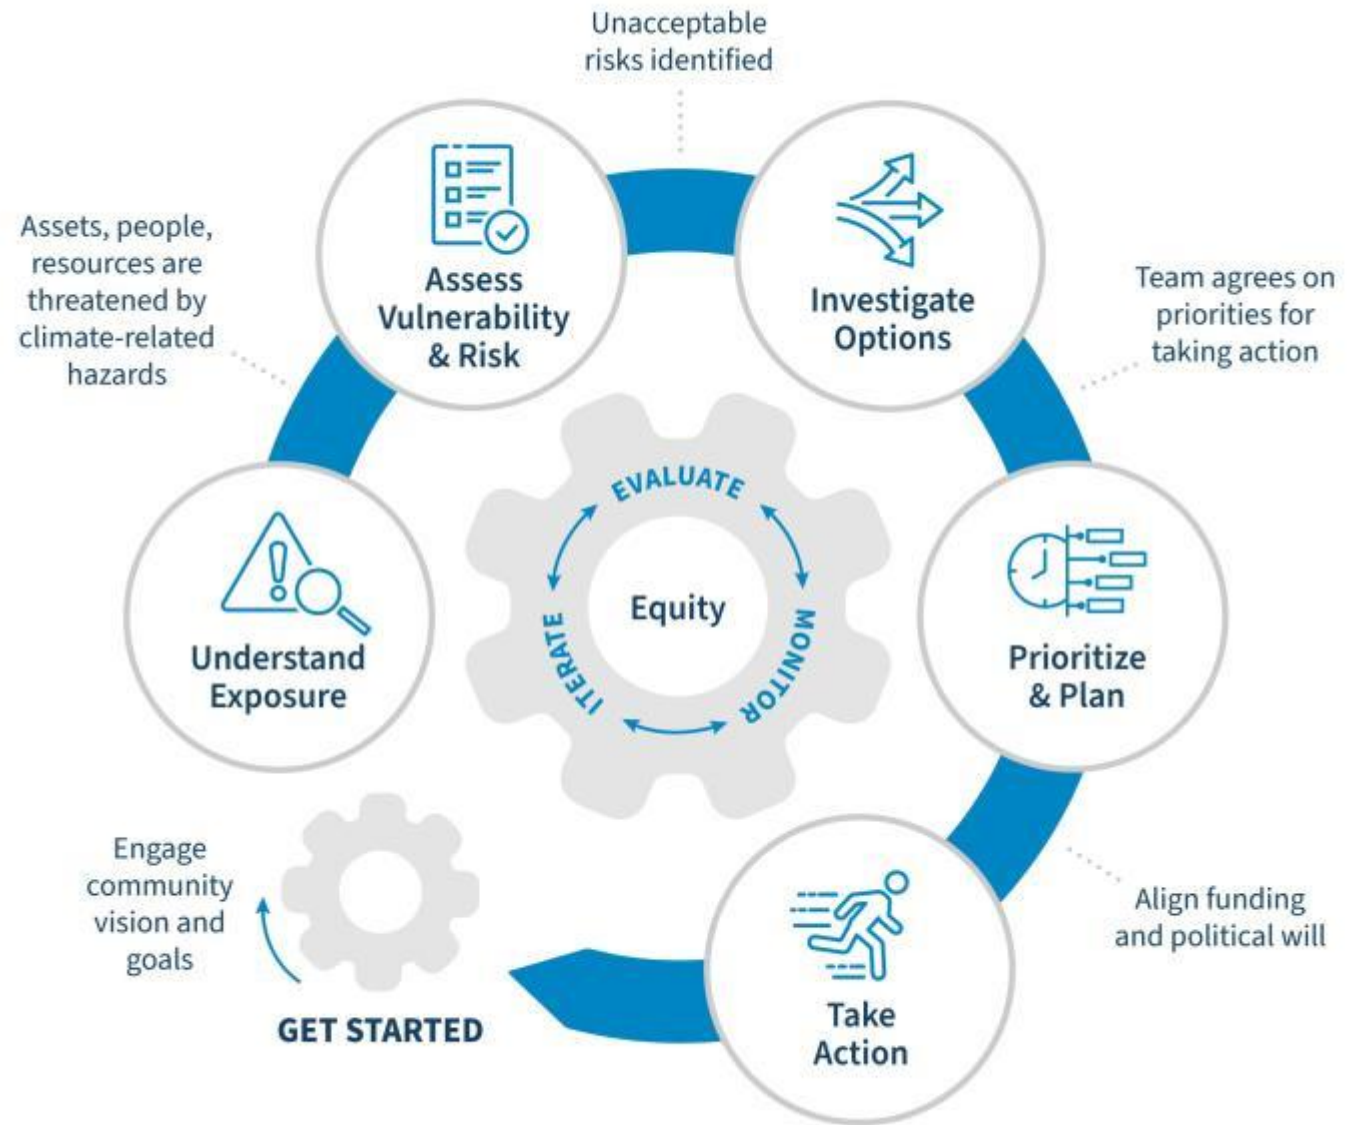 Unacceptable
risks identified
Assess
Vulnerability
& Risk
Investigate
Options
Assets, people,
resources are
threatened by
climate-related
hazards
Team agrees on
priorities for
taking action
EVALUATE
MONITOR
ITERATE
Equity
Understand
Exposure
Prioritize
& Plan
Engage
community
vision and
goals
GET STARTED
Align funding
and political will
Take
Action